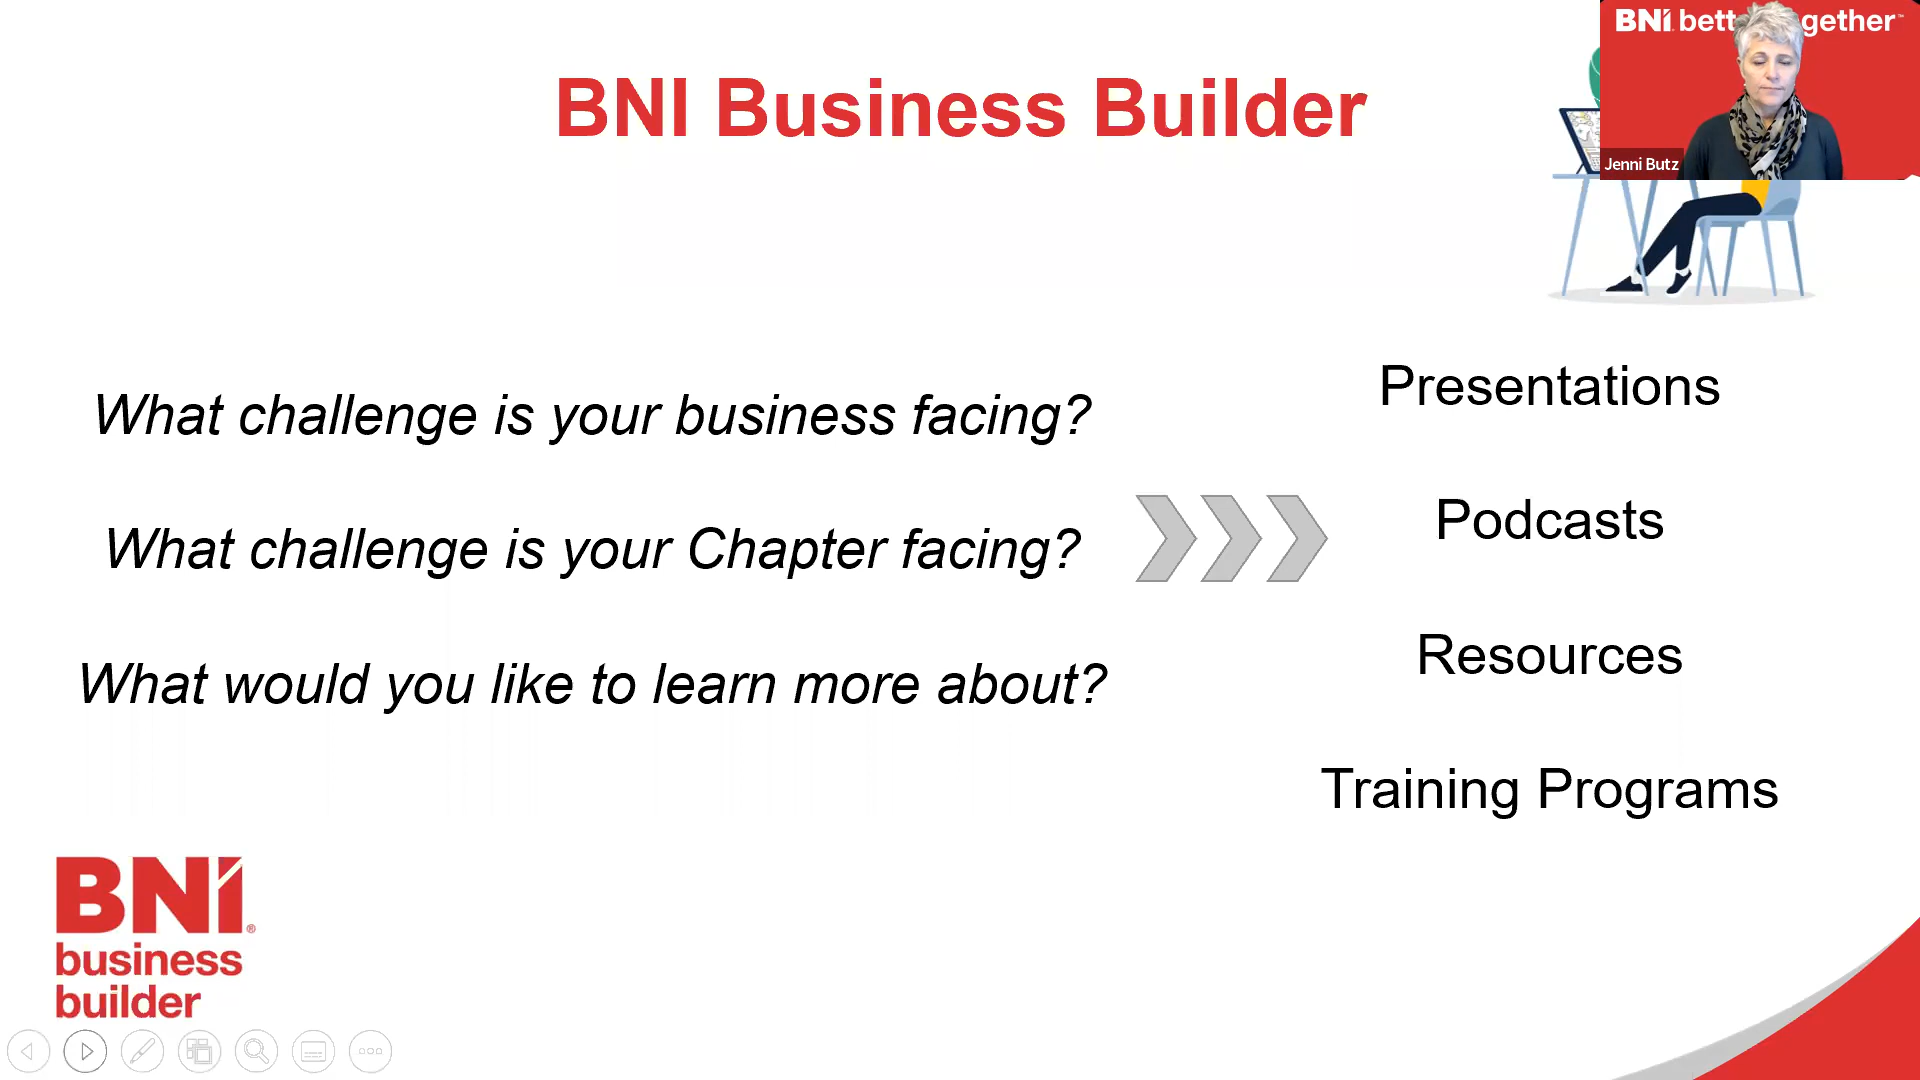 BNI Business Builder
BNI bett gether™
Jenni Butz
What challenge is your business facing?
What challenge is your Chapter facing?
What would you like to learn more about?
Presentations
Podcasts
Resources
Training Programs
BNI®
business
builder